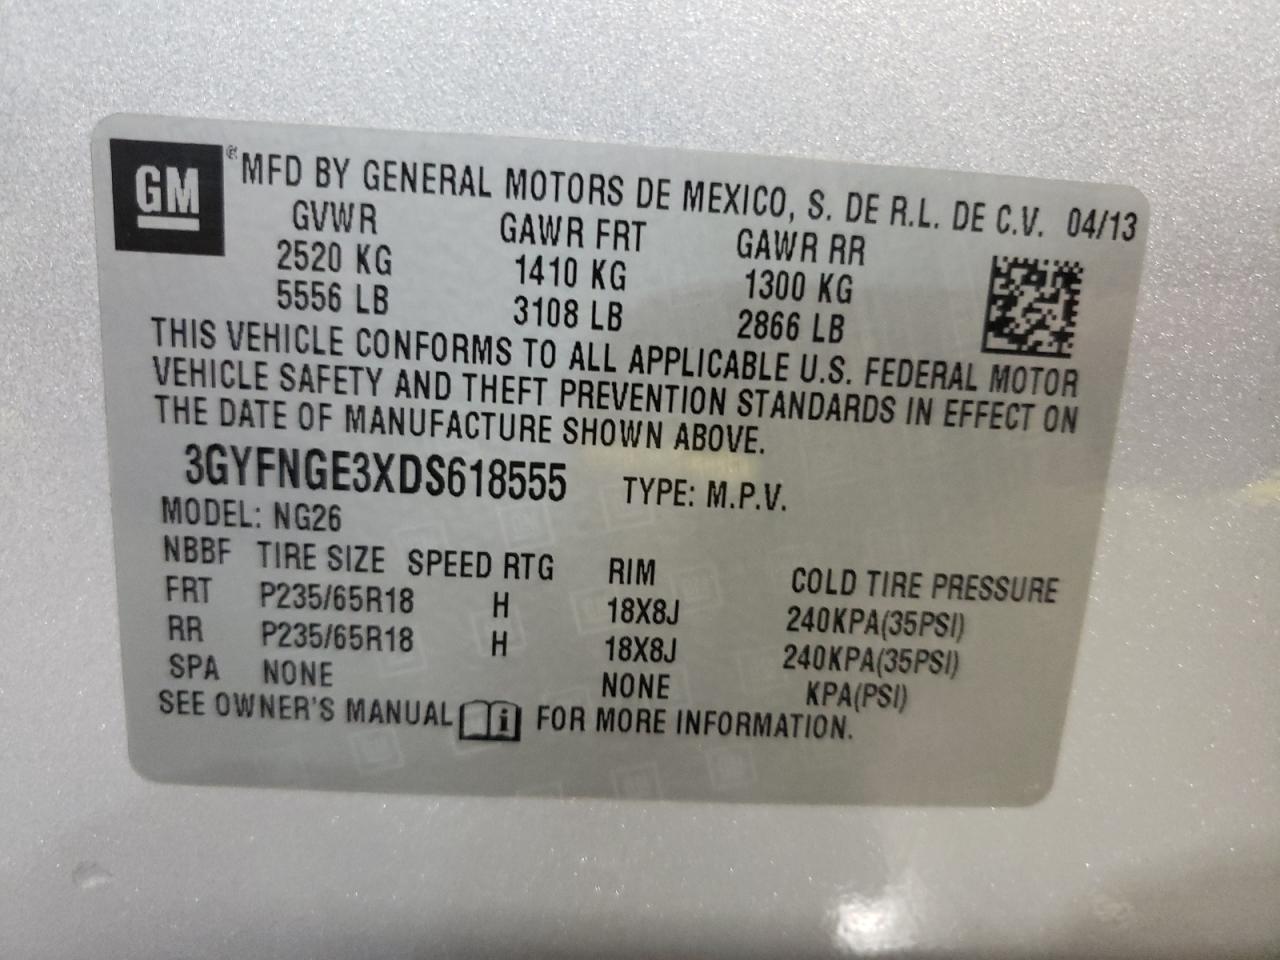 GM
® MFD BY GENERAL MOTORS DE MEXICO, S. DE R.L. DE C.V. 04/13
GVWR GAWR FRT GAWR RR
2520 KG 1410 KG 1300 KG
5556 LB 3108 LB 2866 LB
THIS VEHICLE CONFORMS TO ALL APPLICABLE U.S. FEDERAL MOTOR
VEHICLE SAFETY AND THEFT PREVENTION STANDARDS IN EFFECT ON
THE DATE OF MANUFACTURE SHOWN ABOVE.
3GYFNGE3XDS618555 TYPE: M.P.V.
MODEL: NG26
NBBF TIRE SIZE SPEED RTG RIM COLD TIRE PRESSURE
FRT P235/65R18 H 18X8J 240KPA(35PSI)
RR P235/65R18 H 18X8J 240KPA(35PSI)
SPA NONE NONE KPA(PSI)
SEE OWNER'S MANUAL i FOR MORE INFORMATION.